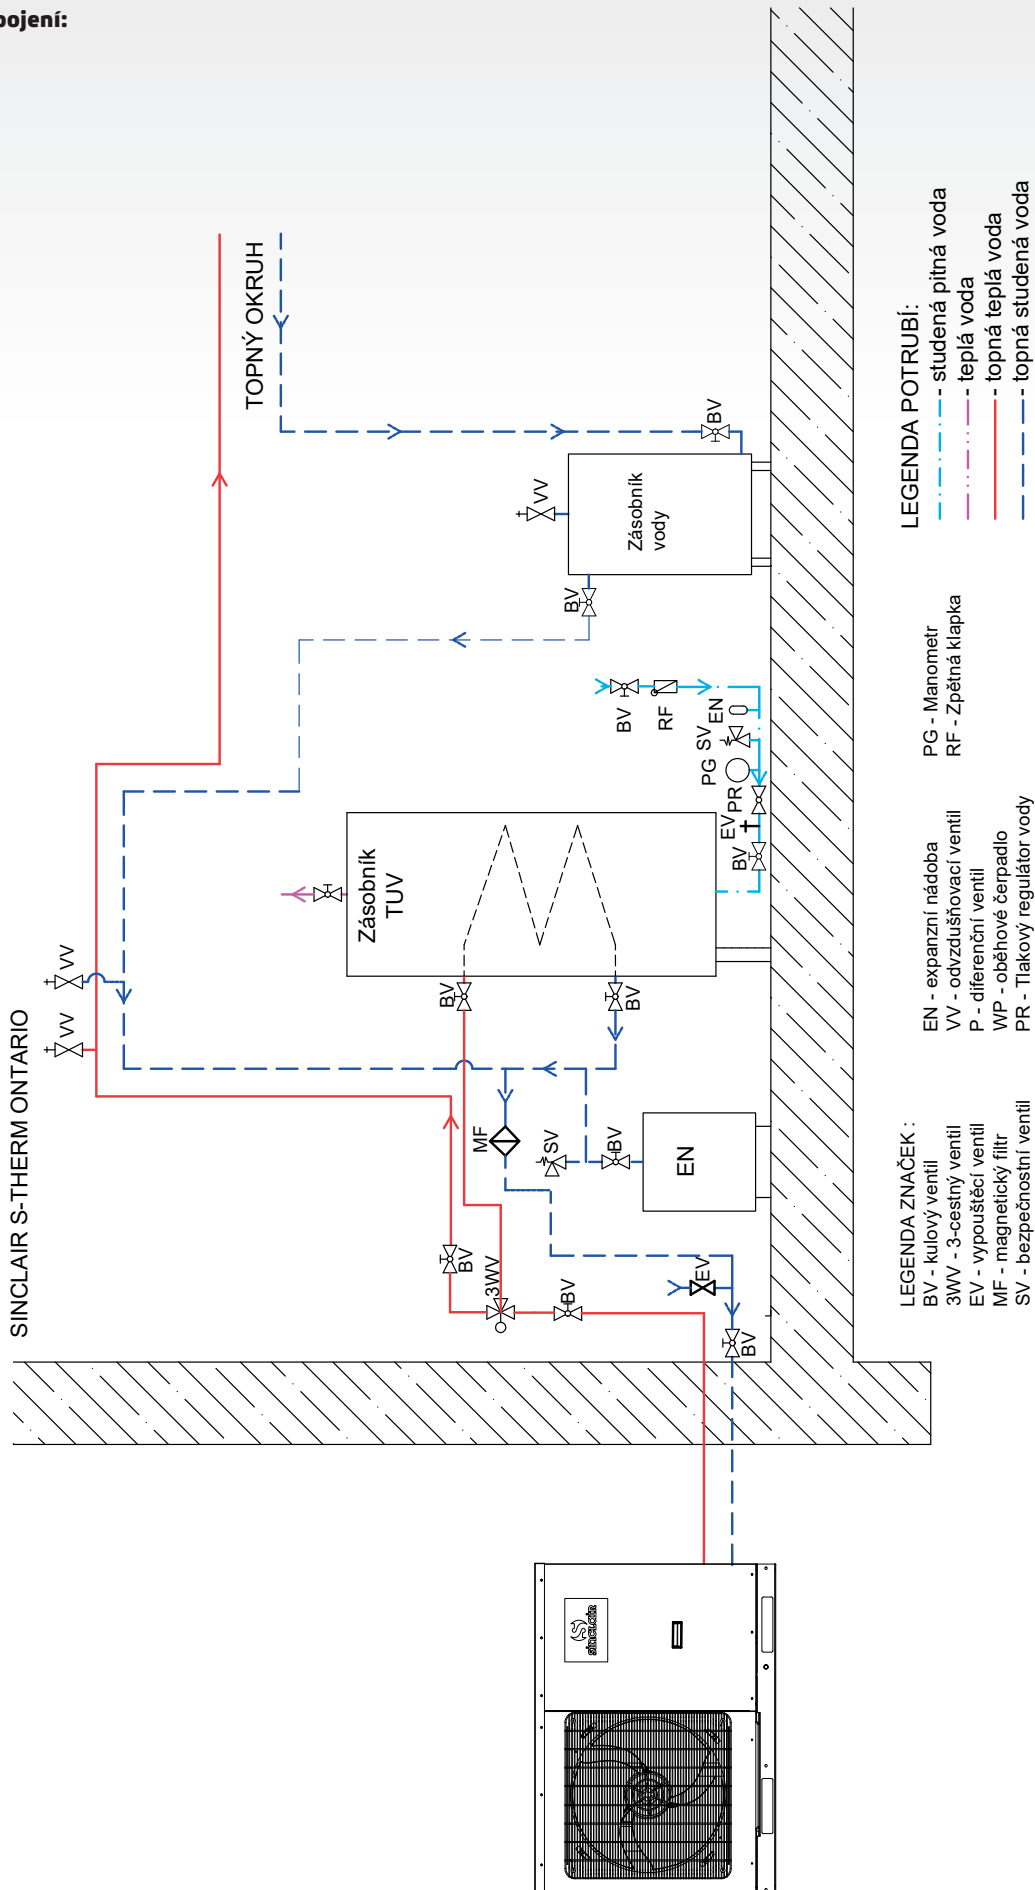 pojení:
SINCLAIR S-THERM ONTARIO
VV
VV
TOPNÝ OKRUH
BV
3WV
BV
MF
SV
BV
EN
BV
BV
Zásobník
TUV
BV
VV
Zásobník
vody
BV
BV
RF
EN
SV
PG
PR
EV
BV
EV
BV
SINCLAIR
LEGENDA ZNAČEK :
BV - kulový ventil
3WV - 3-cestný ventil
EV - vypouštěcí ventil
MF - magnetický filtr
SV - bezpečnostní ventil
EN - expanzní nádoba
VV - odvzdušňovací ventil
P - diferenční ventil
WP - oběhové čerpadlo
PR - Tlakový regulátor vody
PG - Manometr
RF - Zpětná klapka
LEGENDA POTRUBÍ:
- studená pitná voda
- teplá voda
- topná teplá voda
- topná studená voda